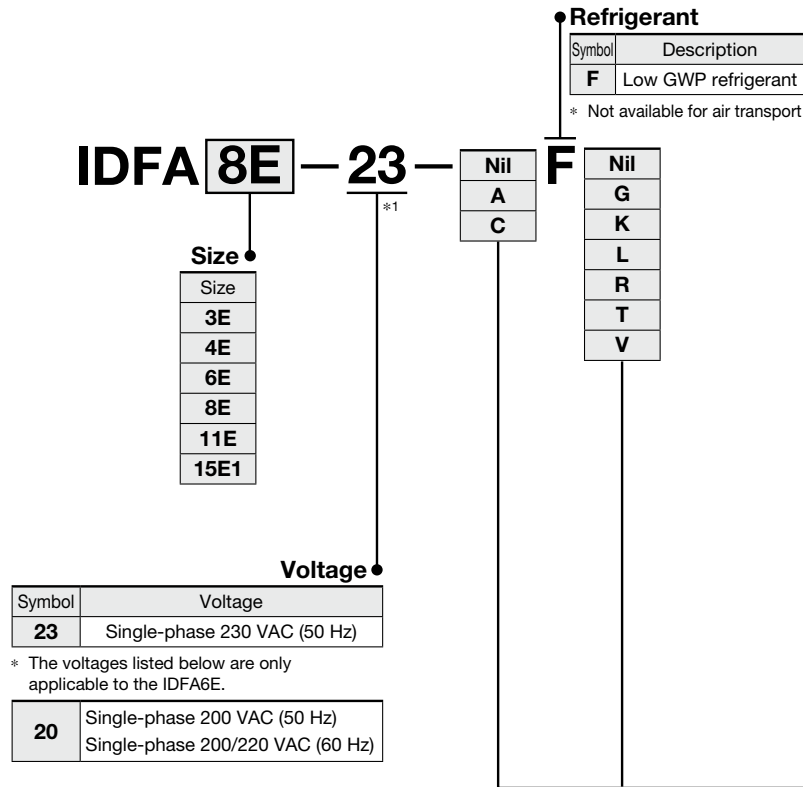 Refrigerant
Symbol Description
F Low GWP refrigerant
* Not available for air transport
IDFA 8E — 23 — Nil F Nil
A G
C K
L
R
T
V
*1
Size
Size
3E
4E
6E
8E
11E
15E1
Voltage
Symbol Voltage
23 Single-phase 230 VAC (50 Hz)
* The voltages listed below are only
applicable to the IDFA6E.
20 Single-phase 200 VAC (50 Hz)
Single-phase 200/220 VAC (60 Hz)